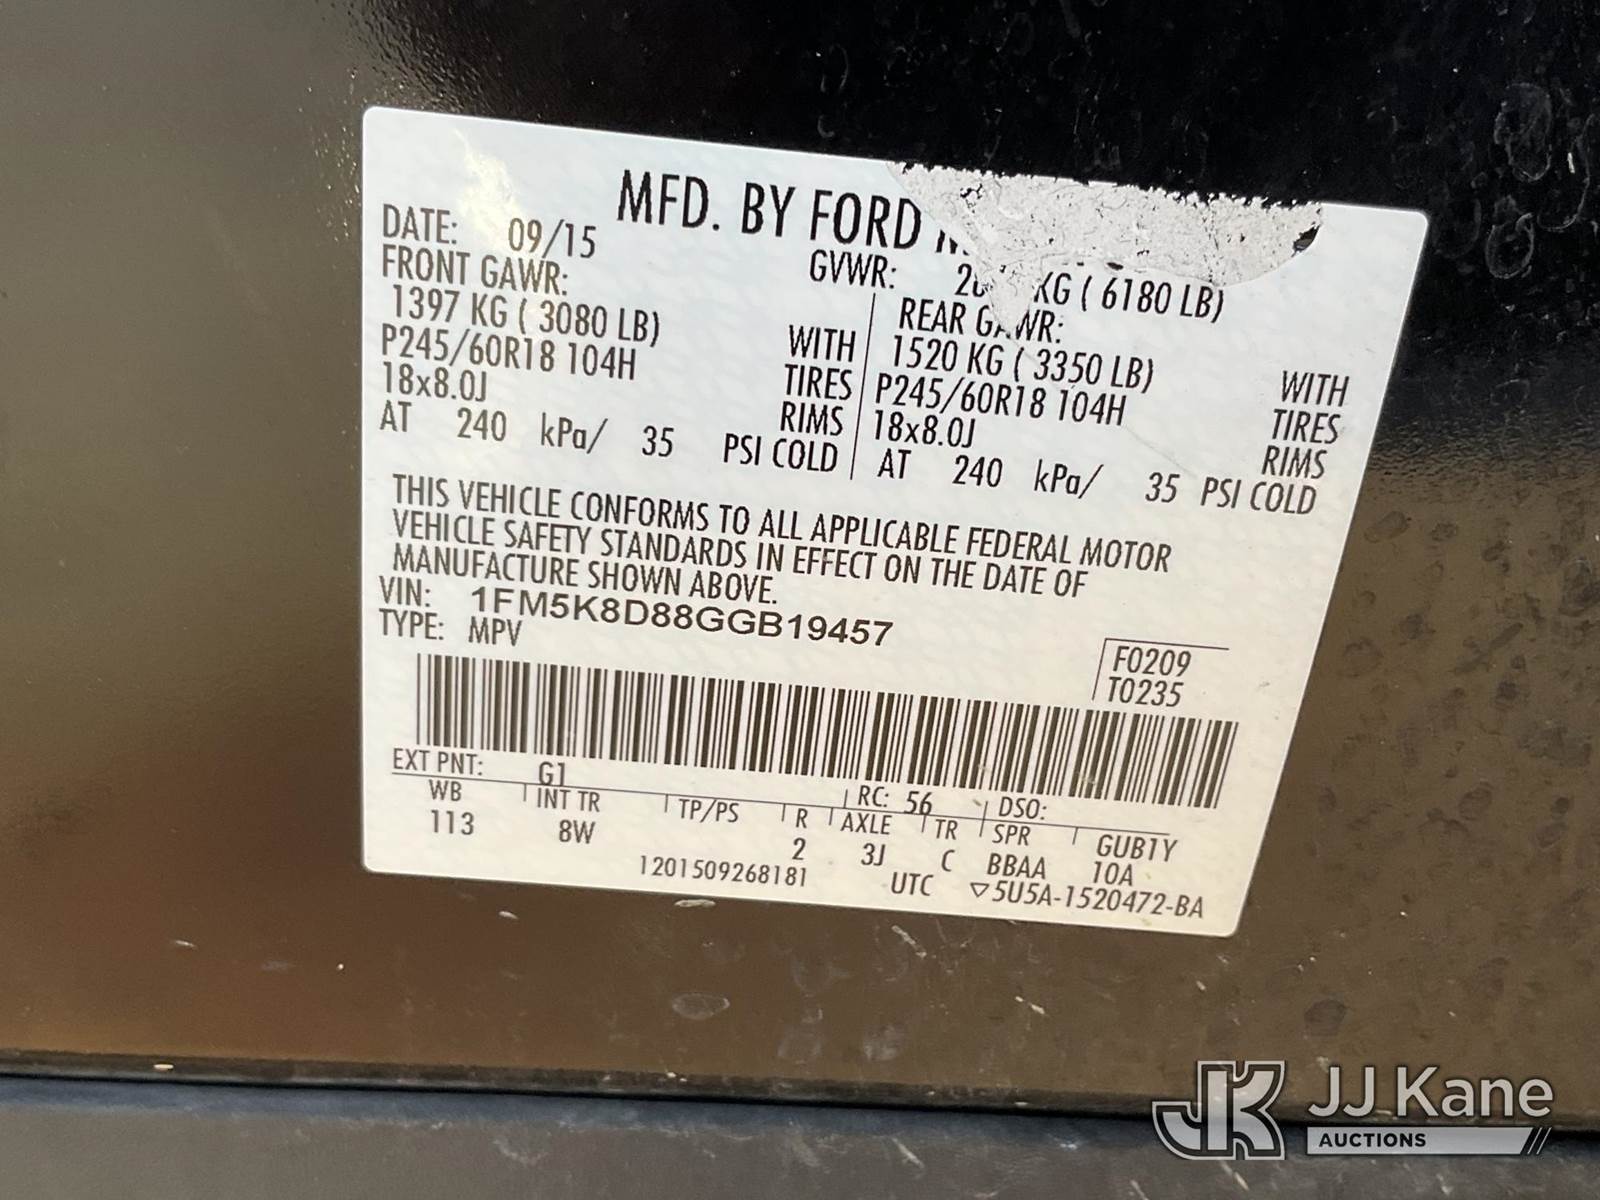 MFD. BY FORD
DATE: 09/15 GVWR: KG ( 6180 LB)
FRONT GAWR: REAR GAWR:
1397 KG ( 3080 LB) WITH 1520 KG ( 3350 LB) WITH
P245/60R18 104H TIRES P245/60R18 104H TIRES
18x8.0J RIMS 18x8.0J RIMS
AT 240 kPa/ 35 PSI COLD AT 240 kPa/ 35 PSI COLD
THIS VEHICLE CONFORMS TO ALL APPLICABLE FEDERAL MOTOR
VEHICLE SAFETY STANDARDS IN EFFECT ON THE DATE OF
MANUFACTURE SHOWN ABOVE.
VIN: 1FM5K8D88GGB19457
TYPE: MPV
F0209
T0235
EXT PNT: G1 RC: 56 DSO:
WB INT TR TP/PS R AXLE TR SPR GUB1Y
113 8W 2 3J C BBAA 10A
1201509268181 UTC ▽5U5A-1520472-BA
JK JJ Kane
AUCTIONS